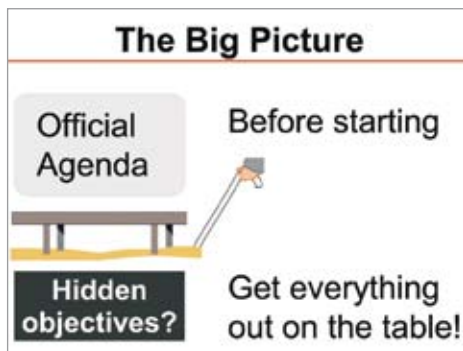 The Big Picture
Official
Agenda
Before starting
Hidden
objectives?
Get everything
out on the table!